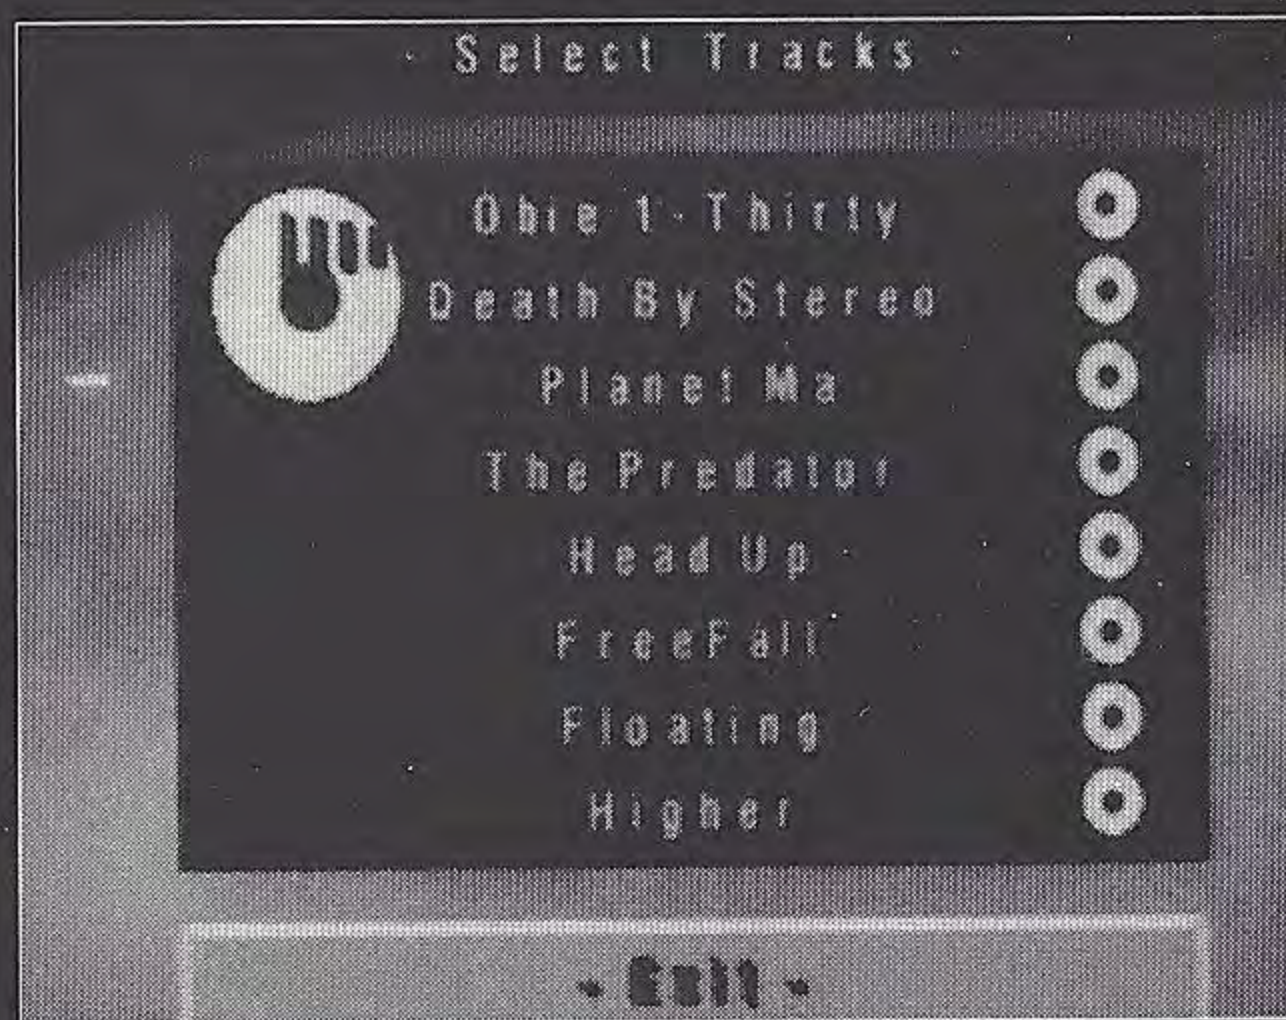 · Select Tracks ·
Obie 1-Thirty
Death By Stereo
Planet Ma
The Predator
Head Up
FreeFall
Floating
Higher
- Exit -